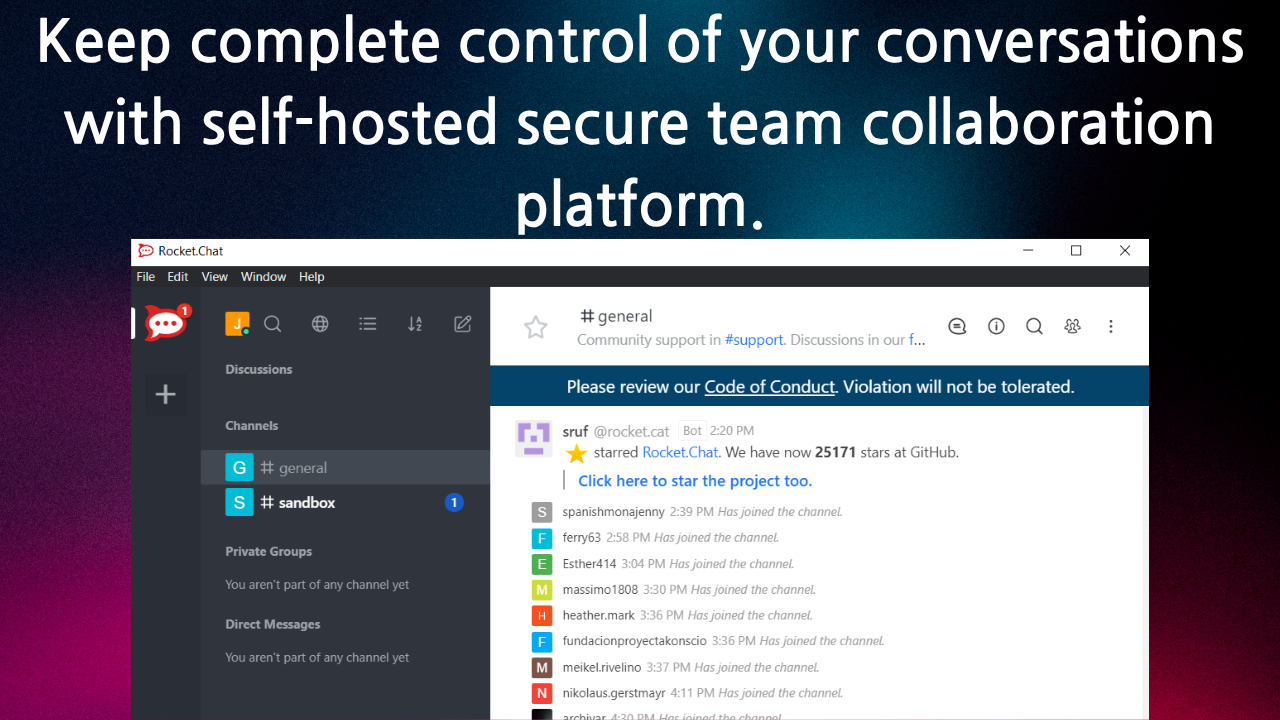 Keep complete control of your conversations
with self-hosted secure team collaboration
platform.
Rocket.Chat
File Edit View Window Help
1
J
Discussions
Channels
G # general
S # sandbox 1
Private Groups
You aren't part of any channel yet
Direct Messages
You aren't part of any channel yet
# general
Community support in #support. Discussions in our f...
Please review our Code of Conduct. Violation will not be tolerated.
sruf @rocket.cat Bot 2:20 PM
starred Rocket.Chat. We have now 25171 stars at GitHub.
Click here to star the project too.
S spanishmonajenny 2:39 PM Has joined the channel.
F ferry63 2:58 PM Has joined the channel.
E Esther414 3:04 PM Has joined the channel.
M massimo1808 3:30 PM Has joined the channel.
H heather.mark 3:36 PM Has joined the channel.
F fundacionproyectakonscio 3:36 PM Has joined the channel.
M meikel.rivelino 3:37 PM Has joined the channel.
N nikolaus.gerstmayr 4:11 PM Has joined the channel.
archivar 4:30 PM Has joined the channel.